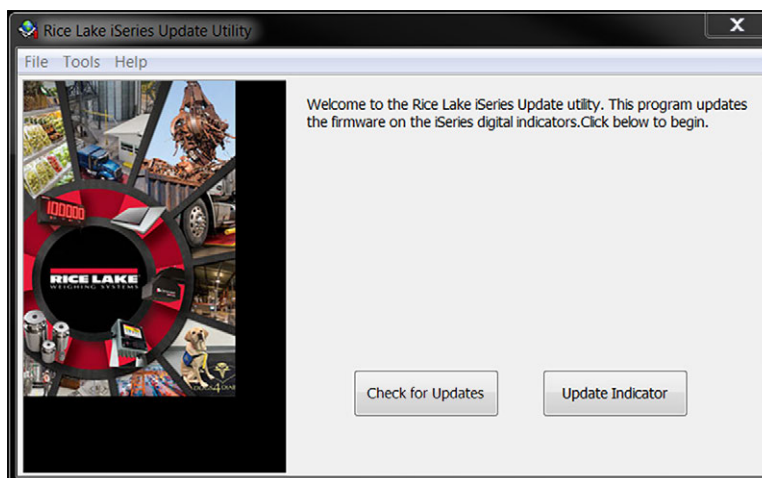 Rice Lake iSeries Update Utility
X
File Tools Help
Welcome to the Rice Lake iSeries Update utility. This program updates
the firmware on the iSeries digital indicators.Click below to begin.
100000
RICE LAKE
WEIGHING SYSTEMS
DOGS4DIAB
Check for Updates
Update Indicator